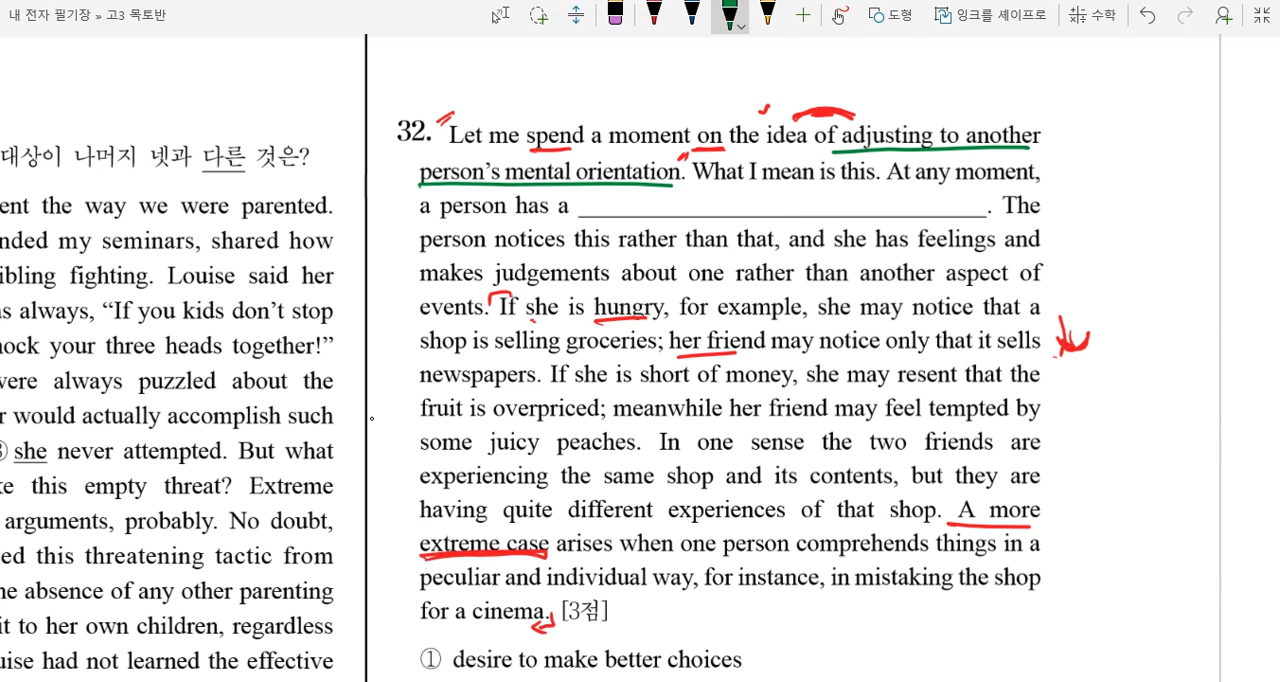 내 전자 필기장 » 고3 목토반
도형
잉크를 셰이프로
수학
대상이 나머지 넷과 다른 것은?
ent the way we were parented.
nded my seminars, shared how
ibling fighting. Louise said her
as always, “If you kids don’t stop
nock your three heads together!”
were always puzzled about the
r would actually accomplish such
③ she never attempted. But what
ke this empty threat? Extreme
arguments, probably. No doubt,
ed this threatening tactic from
he absence of any other parenting
it to her own children, regardless
uise had not learned the effective
32. Let me spend a moment on the idea of adjusting to another
person’s mental orientation. What I mean is this. At any moment,
a person has a ______________________________. The
person notices this rather than that, and she has feelings and
makes judgements about one rather than another aspect of
events. If she is hungry, for example, she may notice that a
shop is selling groceries; her friend may notice only that it sells
newspapers. If she is short of money, she may resent that the
fruit is overpriced; meanwhile her friend may feel tempted by
some juicy peaches. In one sense the two friends are
experiencing the same shop and its contents, but they are
having quite different experiences of that shop. A more
extreme case arises when one person comprehends things in a
peculiar and individual way, for instance, in mistaking the shop
for a cinema. [3점]
① desire to make better choices